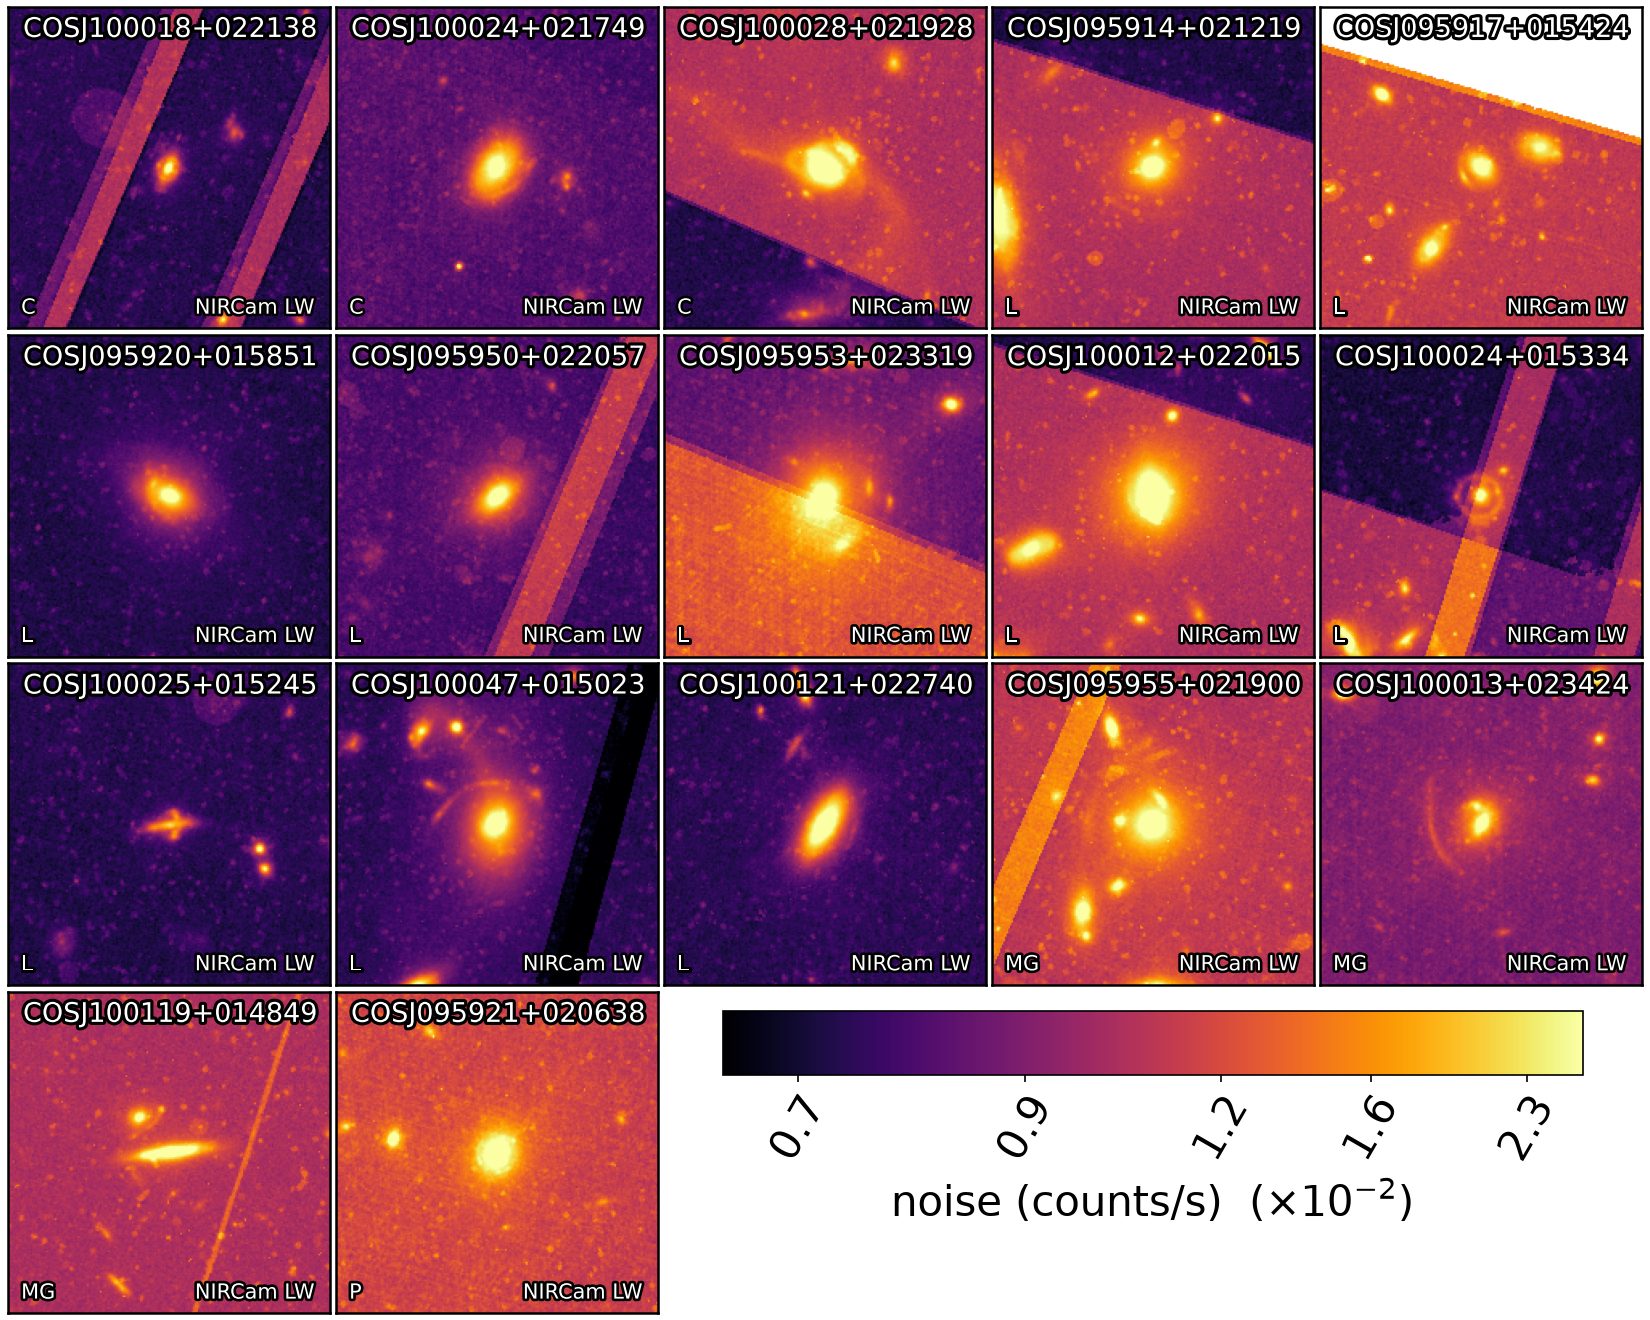 COSJ100018+022138
C
NIRCam LW
COSJ100024+021749
C
NIRCam LW
COSJ100028+021928
C
NIRCam LW
COSJ095914+021219
L
NIRCam LW
COSJ095917+015424
L
NIRCam LW
COSJ095920+015851
L
NIRCam LW
COSJ095950+022057
L
NIRCam LW
COSJ095953+023319
L
NIRCam LW
COSJ100012+022015
L
NIRCam LW
COSJ100024+015334
L
NIRCam LW
COSJ100025+015245
L
NIRCam LW
COSJ100047+015023
L
NIRCam LW
COSJ100121+022740
L
NIRCam LW
COSJ095955+021900
MG
NIRCam LW
COSJ100013+023424
MG
NIRCam LW
COSJ100119+014849
MG
NIRCam LW
COSJ095921+020638
P
NIRCam LW
0.7
0.9
1.2
1.6
2.3
noise (counts/s) (×10⁻²)